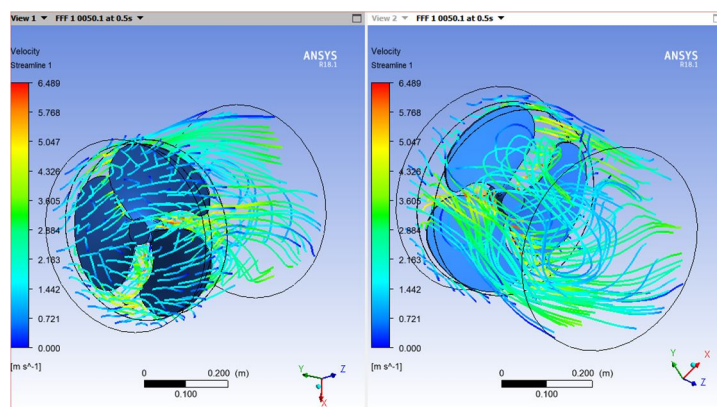 View 1 ▼ FFF 1 0050.1 at 0.5s ▼
Velocity
Streamline 1
ANSYS
R18.1
6.489
5.768
5.047
4.326
3.605
2.884
2.163
1.442
0.721
0.000
[m s^-1]
0 0.200 (m)
0.100
Y
Z
X
View 2 ▼ FFF 1 0050.1 at 0.5s ▼
Velocity
Streamline 1
ANSYS
R18.1
6.489
5.768
5.047
4.326
3.605
2.884
2.163
1.442
0.721
0.000
[m s^-1]
0 0.200 (m)
0.100
Y
X
Z